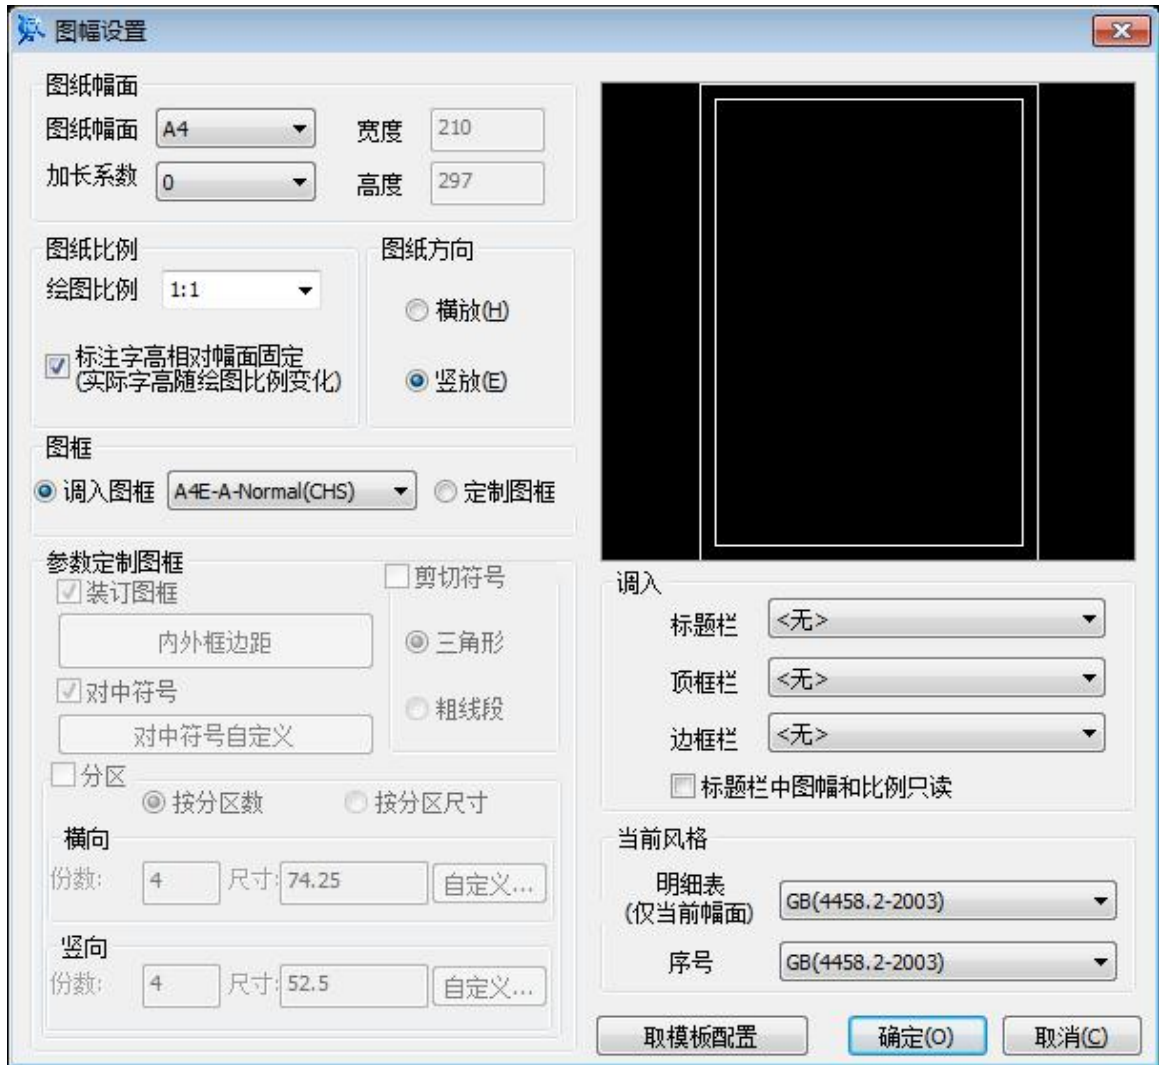 图幅设置
图纸幅面
图纸幅面 A4 宽度 210
加长系数 0 高度 297
图纸比例
绘图比例 1:1
标注字高相对幅面固定
(实际字高随绘图比例变化)
图纸方向
横放(H)
竖放(E)
图框
调入图框 A4E-A-Normal(CHS) 定制图框
参数定制图框
装订图框
内外框边距
对中符号
对中符号自定义
剪切符号
三角形
粗线段
分区
按分区数 按分区尺寸
横向
份数: 4 尺寸: 74.25 自定义...
竖向
份数: 4 尺寸: 52.5 自定义...
调入
标题栏 <无>
顶框栏 <无>
边框栏 <无>
标题栏中图幅和比例只读
当前风格
明细表
(仅当前幅面) GB(4458.2-2003)
序号 GB(4458.2-2003)
取模板配置 确定(O) 取消(C)